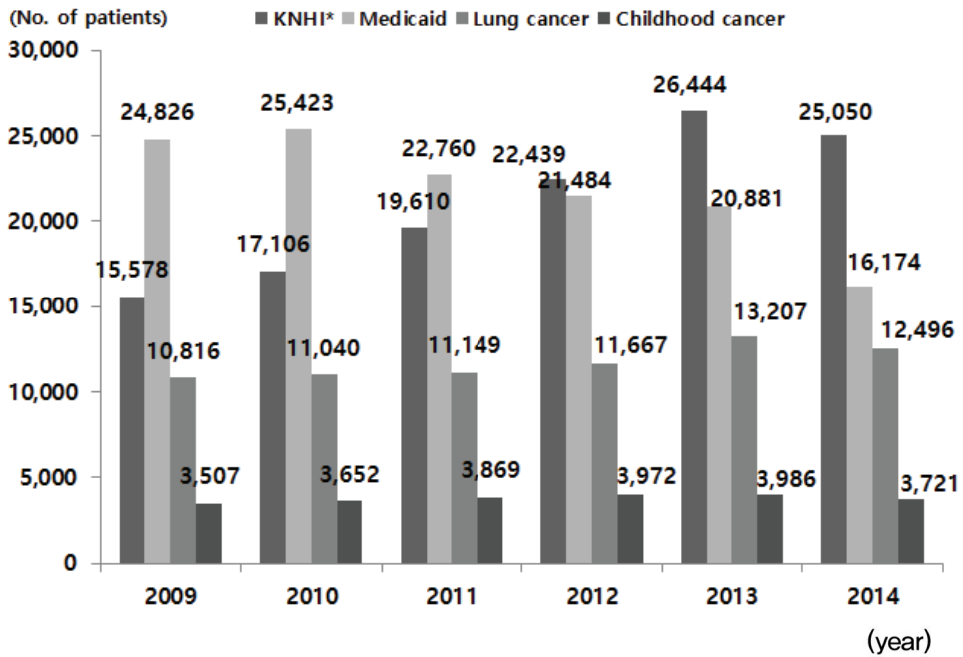 (No. of patients) KNHI* Medicaid Lung cancer Childhood cancer
30,000
25,000
20,000
15,000
10,000
5,000
0
15,578 24,826 10,816 3,507
17,106 25,423 11,040 3,652
19,610 22,760 11,149 3,869
22,439 21,484 11,667 3,972
26,444 20,881 13,207 3,986
25,050 16,174 12,496 3,721
2009 2010 2011 2012 2013 2014
(year)